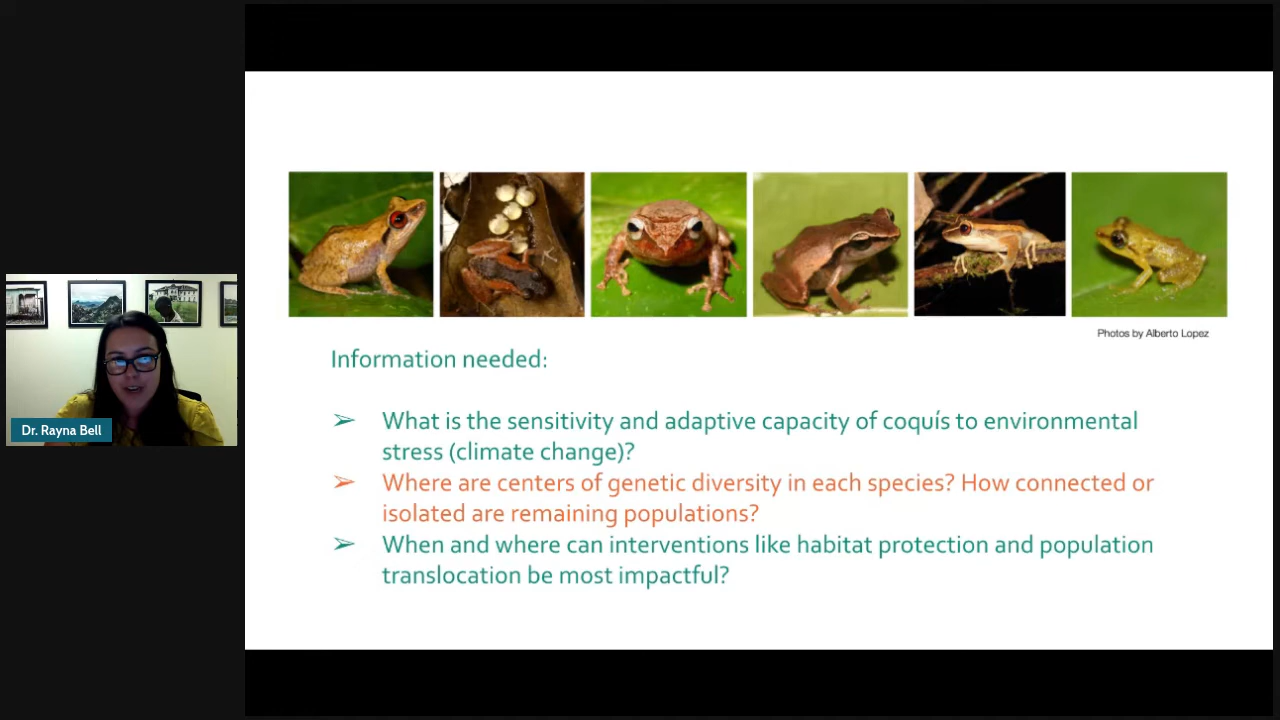 Photos by Alberto Lopez
Information needed:
➢ What is the sensitivity and adaptive capacity of coquís to environmental
stress (climate change)?
➢ Where are centers of genetic diversity in each species? How connected or
isolated are remaining populations?
➢ When and where can interventions like habitat protection and population
translocation be most impactful?
Dr. Rayna Bell